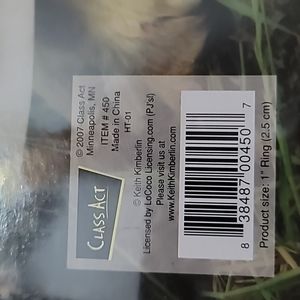 © 2007 Class Act
Minneapolis, MN
ITEM # 450
Made in China
HT-01
CLASS ACT
© Keith Kimberlin
Licensed by LoCoco Licensing.com (PJ'sl)
Please visit us at
www.KeithKimberlin.com
8 38487 00450 7
Product size: 1" Ring (2.5 cm)